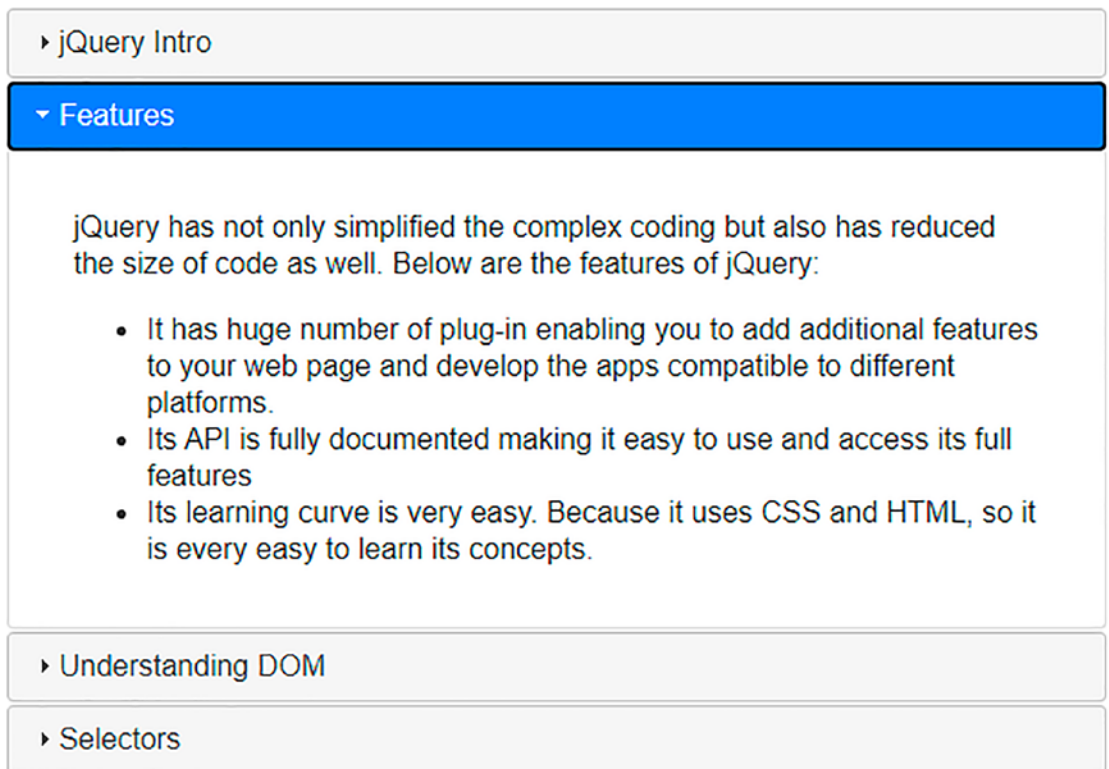 jQuery Intro
Features
jQuery has not only simplified the complex coding but also has reduced
the size of code as well. Below are the features of jQuery:
• It has huge number of plug-in enabling you to add additional features
to your web page and develop the apps compatible to different
platforms.
• Its API is fully documented making it easy to use and access its full
features
• Its learning curve is very easy. Because it uses CSS and HTML, so it
is every easy to learn its concepts.
Understanding DOM
Selectors